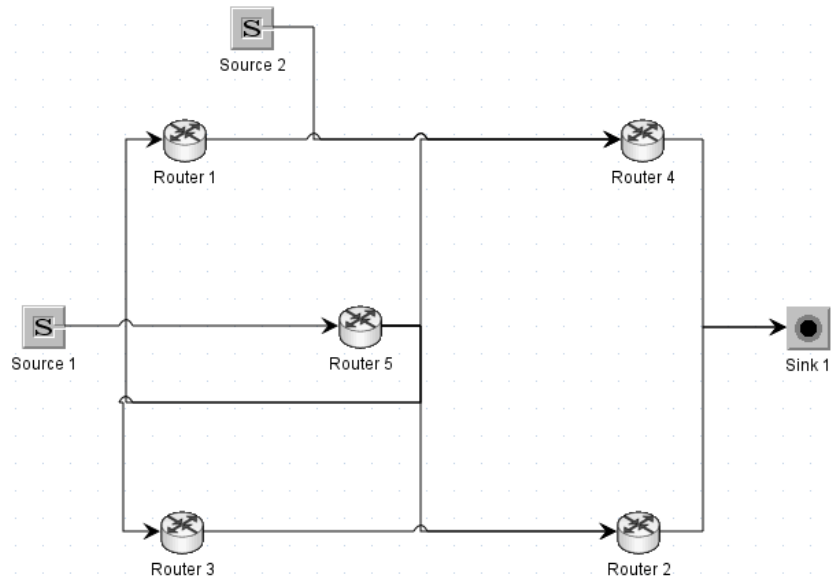 S
Source 2
Router 1
Router 4
S
Source 1
Router 5
Sink 1
Router 3
Router 2